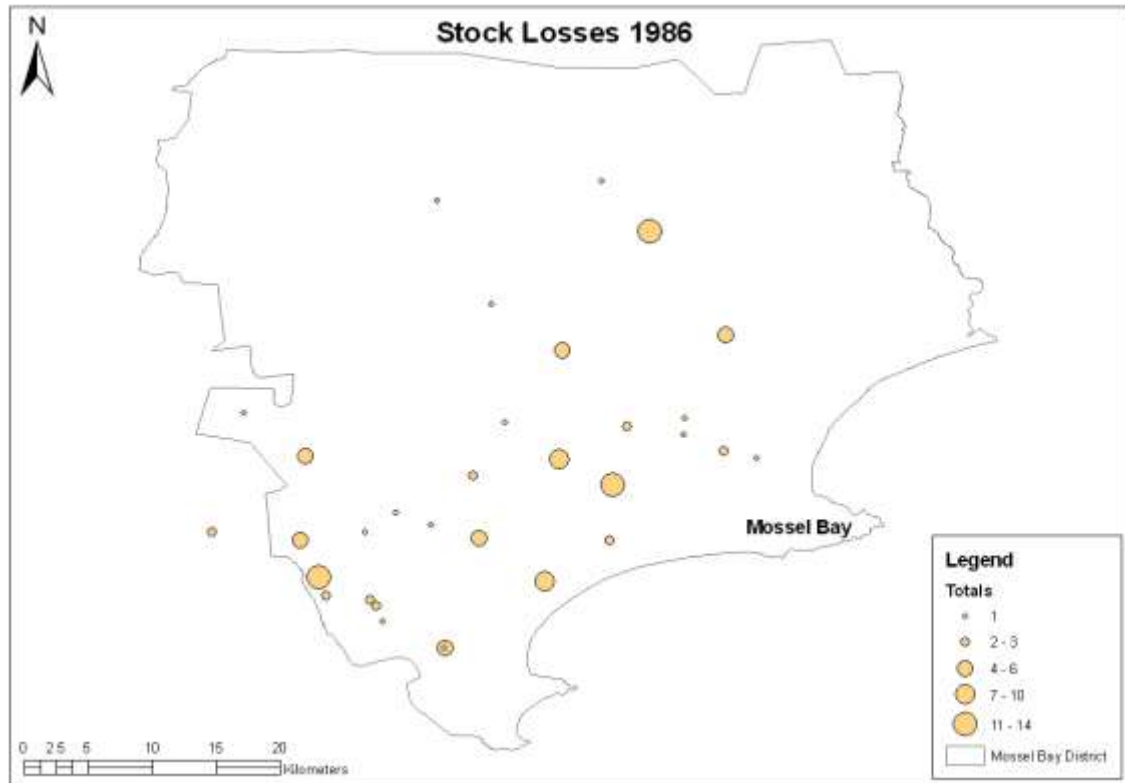 N
Stock Losses 1986
Mossel Bay
Legend
Totals
1
2 - 3
4 - 6
7 - 10
11 - 14
Mossel Bay District
0 2.5 5 10 15 20
Kilometers